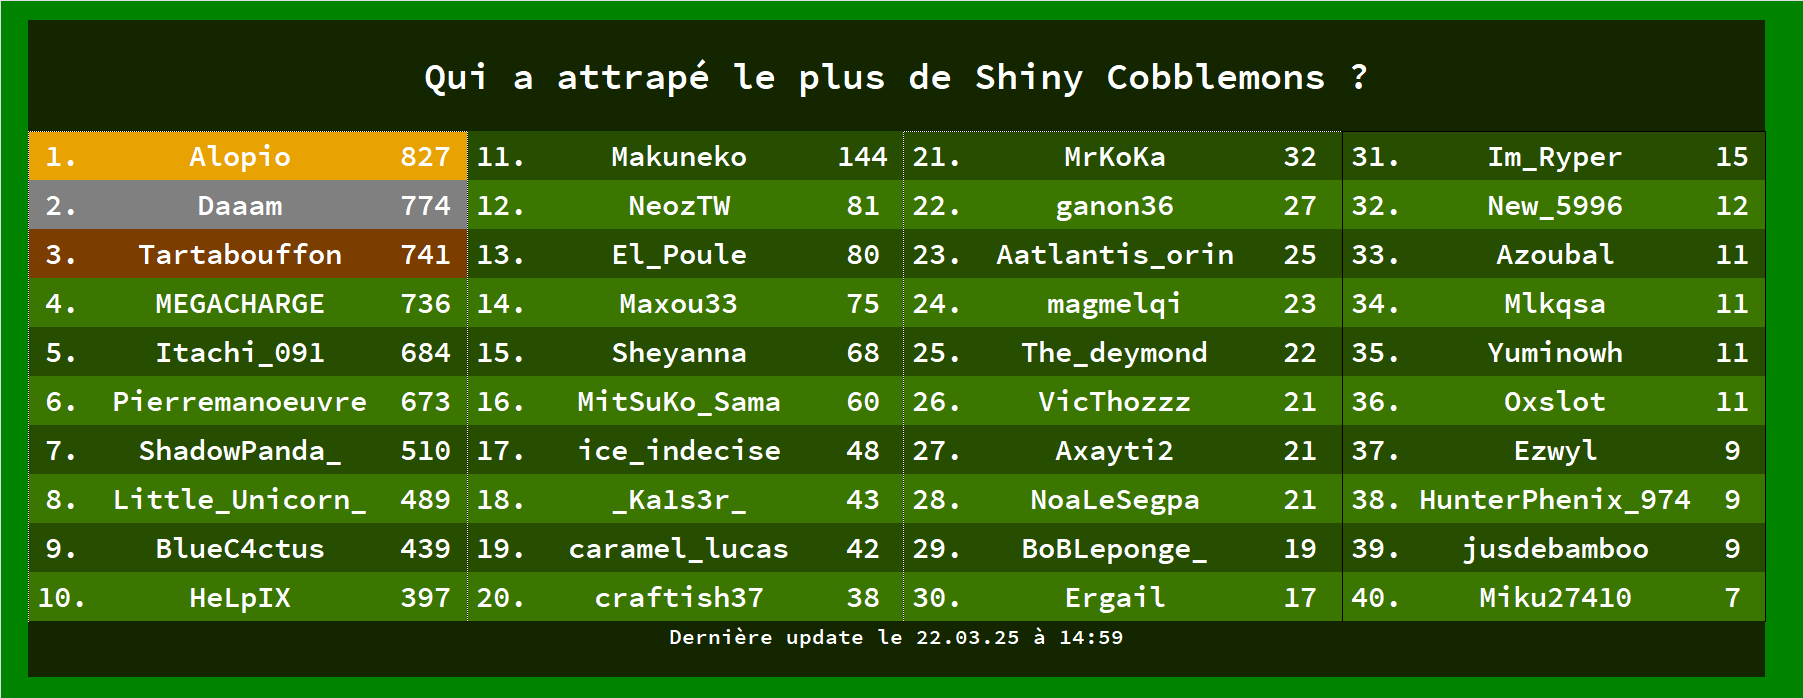 Qui a attrapé le plus de Shiny Cobblemons ?
1. Alopio 827 11. Makuneko 144 21. MrKoKa 32 31. Im_Ryper 15
2. Daaam 774 12. NeozTW 81 22. ganon36 27 32. New_5996 12
3. Tartabouffon 741 13. El_Poule 80 23. Aatlantis_orin 25 33. Azoubal 11
4. MEGACHARGE 736 14. Maxou33 75 24. magmelqi 23 34. Mlkqsa 11
5. Itachi_091 684 15. Sheyanna 68 25. The_deymond 22 35. Yuminowh 11
6. Pierremanoeuvre 673 16. MitSuKo_Sama 60 26. VicThozzz 21 36. Oxslot 11
7. ShadowPanda_ 510 17. ice_indecise 48 27. Axayti2 21 37. Ezwyl 9
8. Little_Unicorn_ 489 18. _Ka1s3r_ 43 28. NoaLeSegpa 21 38. HunterPhenix_974 9
9. BlueC4ctus 439 19. caramel_lucas 42 29. BoBLeponge_ 19 39. jusdebamboo 9
10. HeLpIX 397 20. craftish37 38 30. Ergail 17 40. Miku27410 7
Dernière update le 22.03.25 à 14:59